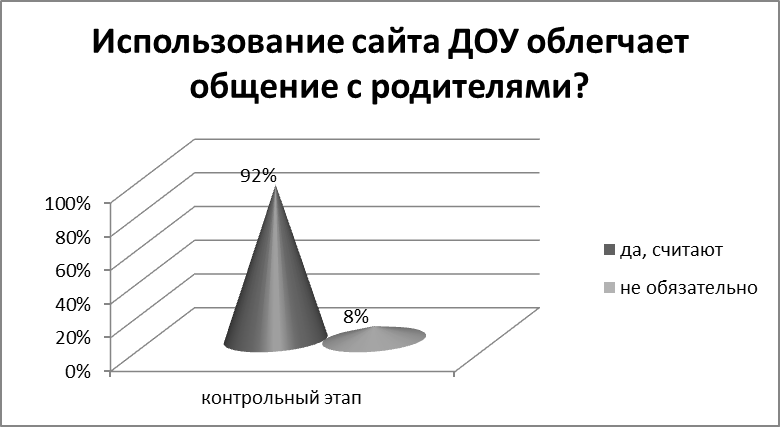 Использование сайта ДОУ облегчает
общение с родителями?
92%
8%
100%
80%
60%
40%
20%
0%
контрольный этап
да, считают
не обязательно